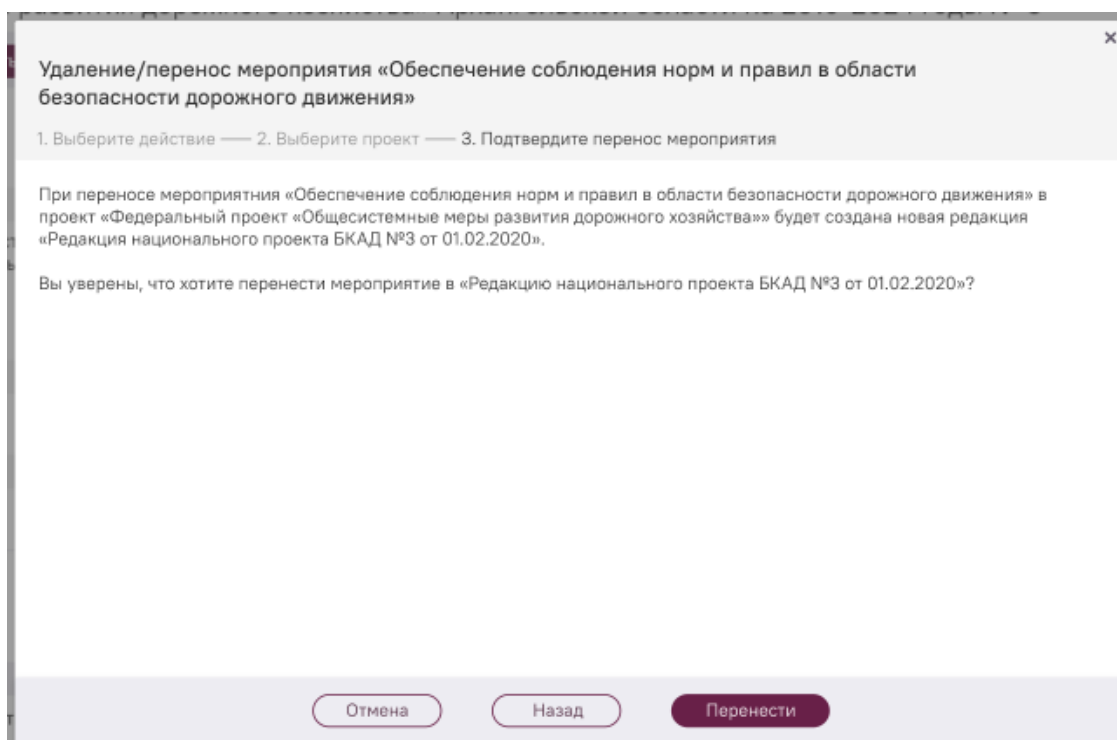 ×
Удаление/перенос мероприятия «Обеспечение соблюдения норм и правил в области
безопасности дорожного движения»
1. Выберите действие —— 2. Выберите проект —— 3. Подтвердите перенос мероприятия
При переносе мероприятния «Обеспечение соблюдения норм и правил в области безопасности дорожного движения» в
проект «Федеральный проект «Общесистемные меры развития дорожного хозяйства»» будет создана новая редакция
«Редакция национального проекта БКАД №3 от 01.02.2020».
Вы уверены, что хотите перенести мероприятие в «Редакцию национального проекта БКАД №3 от 01.02.2020»?
Отмена
Назад
Перенести